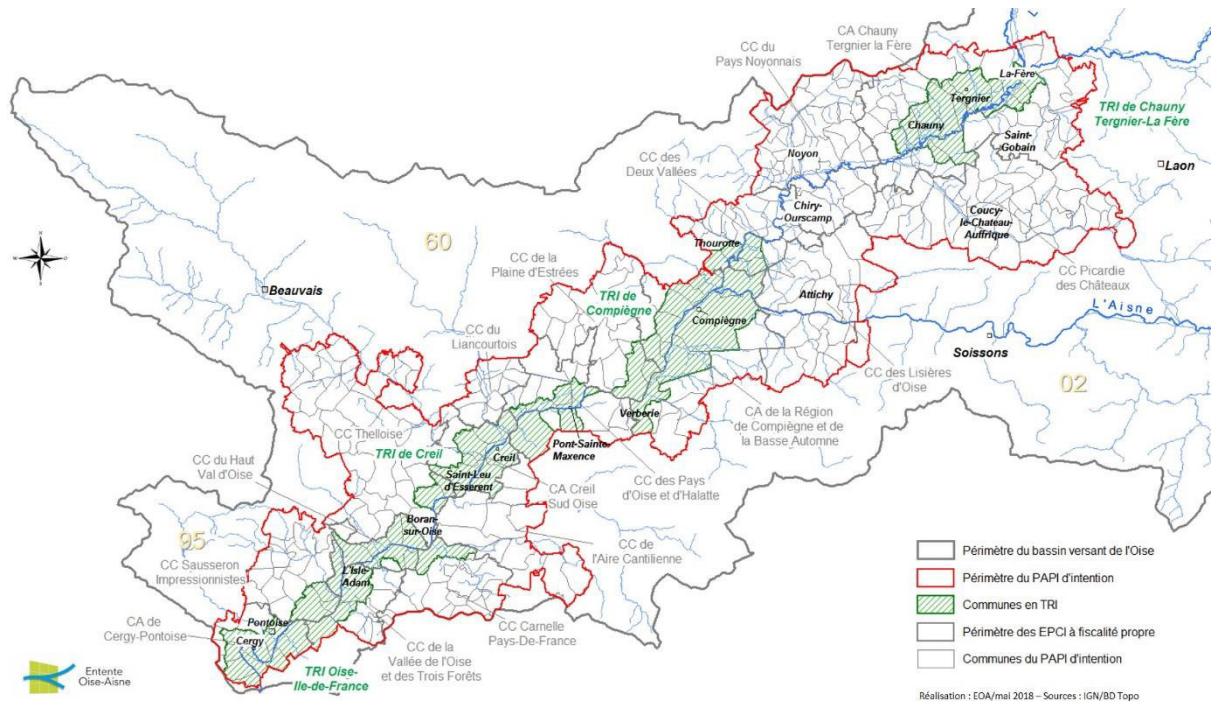 CA Chauny
Tergnier la Fère
CC du
Pays Noyonnais
La-Fère
Tergnier
TRI de Chauny
Tergnier-La Fère
Chauny
Saint-
Gobain
Noyon
Laon
CC des
Deux Vallées
Chiry-
Ourscamp
Coucy-
le-Chateau-
Auffrique
60
Thourotte
CC de la
Plaine d'Estrées
CC Picardie
des Châteaux
Beauvais
TRI de
Compiègne
Attichy
L'Aisne
Compiègne
CC du
Liancourtois
Soissons
CC des Lisières
d'Oise
02
Verberie
CA de la Région
de Compiègne et de
la Basse Automne
CC Thelloise
TRI de Creil
Creil
Pont-Sainte-
Maxence
CC du Haut
Val d'Oise
Saint-Leu
d'Esserent
CC des Pays
d'Oise et d'Halatte
CA Creil
Sud Oise
Boran-
sur-Oise
95
CC de
l'Aire Cantilienne
CC Sausseron
Impressionnistes
L'Isle-
Adam
CA de
Cergy-Pontoise
Pontoise
Cergy
CC Carnelle
Pays-De-France
CC de la
Vallée de l'Oise
et des Trois Forêts
TRI Oise-
Ile-de-France
Périmètre du bassin versant de l'Oise
Périmètre du PAPI d'intention
Communes en TRI
Périmètre des EPCI à fiscalité propre
Communes du PAPI d'intention
Entente
Oise-Aisne
Réalisation : EOA/mai 2018 – Sources : IGN/BD Topo